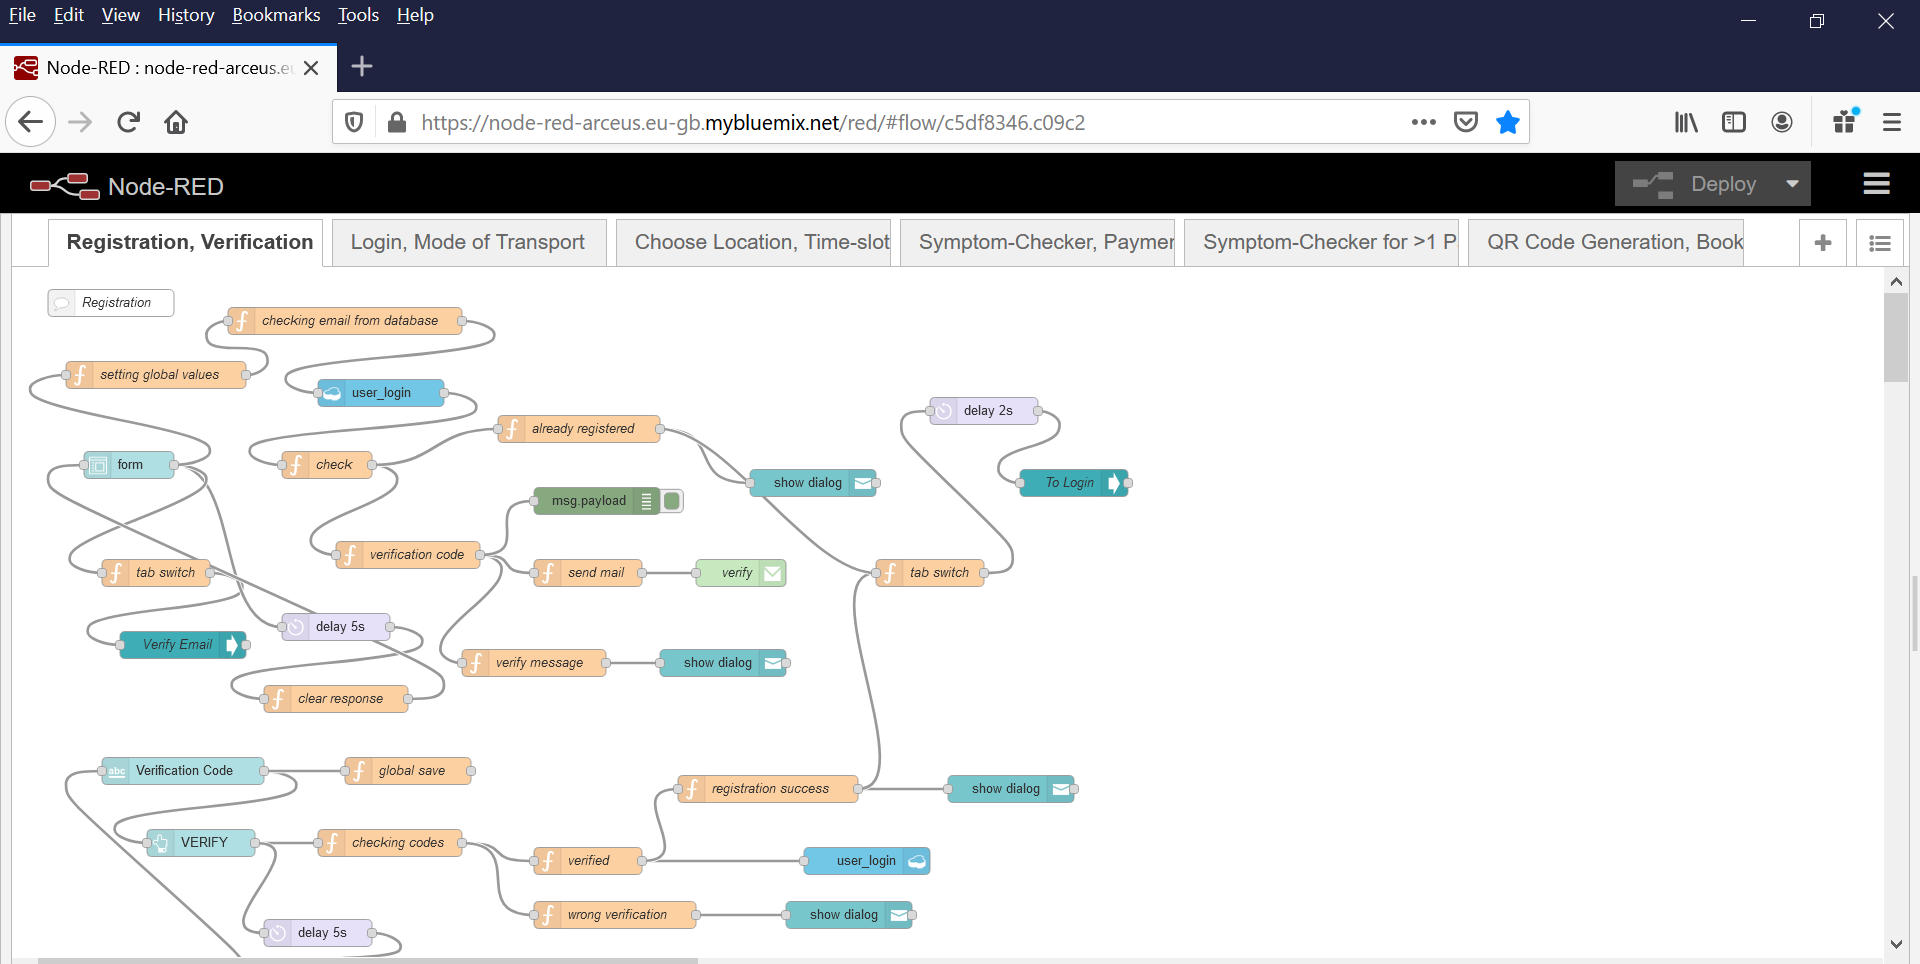 File Edit View History Bookmarks Tools Help
Node-RED : node-red-arceus.eu
https://node-red-arceus.eu-gb.mybluemix.net/red/#flow/c5df8346.c09c2
Node-RED
Deploy
Registration, Verification
Login, Mode of Transport
Choose Location, Time-slot
Symptom-Checker, Paymer
Symptom-Checker for >1 P
QR Code Generation, Book
Registration
checking email from database
setting global values
user_login
delay 2s
already registered
form
check
show dialog
To Login
msg.payload
verification code
tab switch
send mail
verify
tab switch
delay 5s
Verify Email
verify message
show dialog
clear response
abc
Verification Code
global save
registration success
show dialog
VERIFY
checking codes
verified
user_login
wrong verification
show dialog
delay 5s